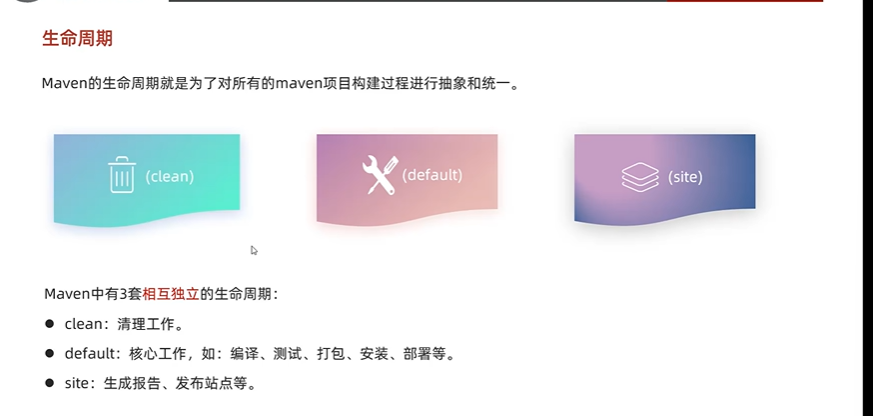 生命周期
Maven的生命周期就是为了对所有的maven项目构建过程进行抽象和统一。
(clean)
(default)
(site)
Maven中有3套相互独立的生命周期：
● clean：清理工作。
● default：核心工作，如：编译、测试、打包、安装、部署等。
● site：生成报告、发布站点等。